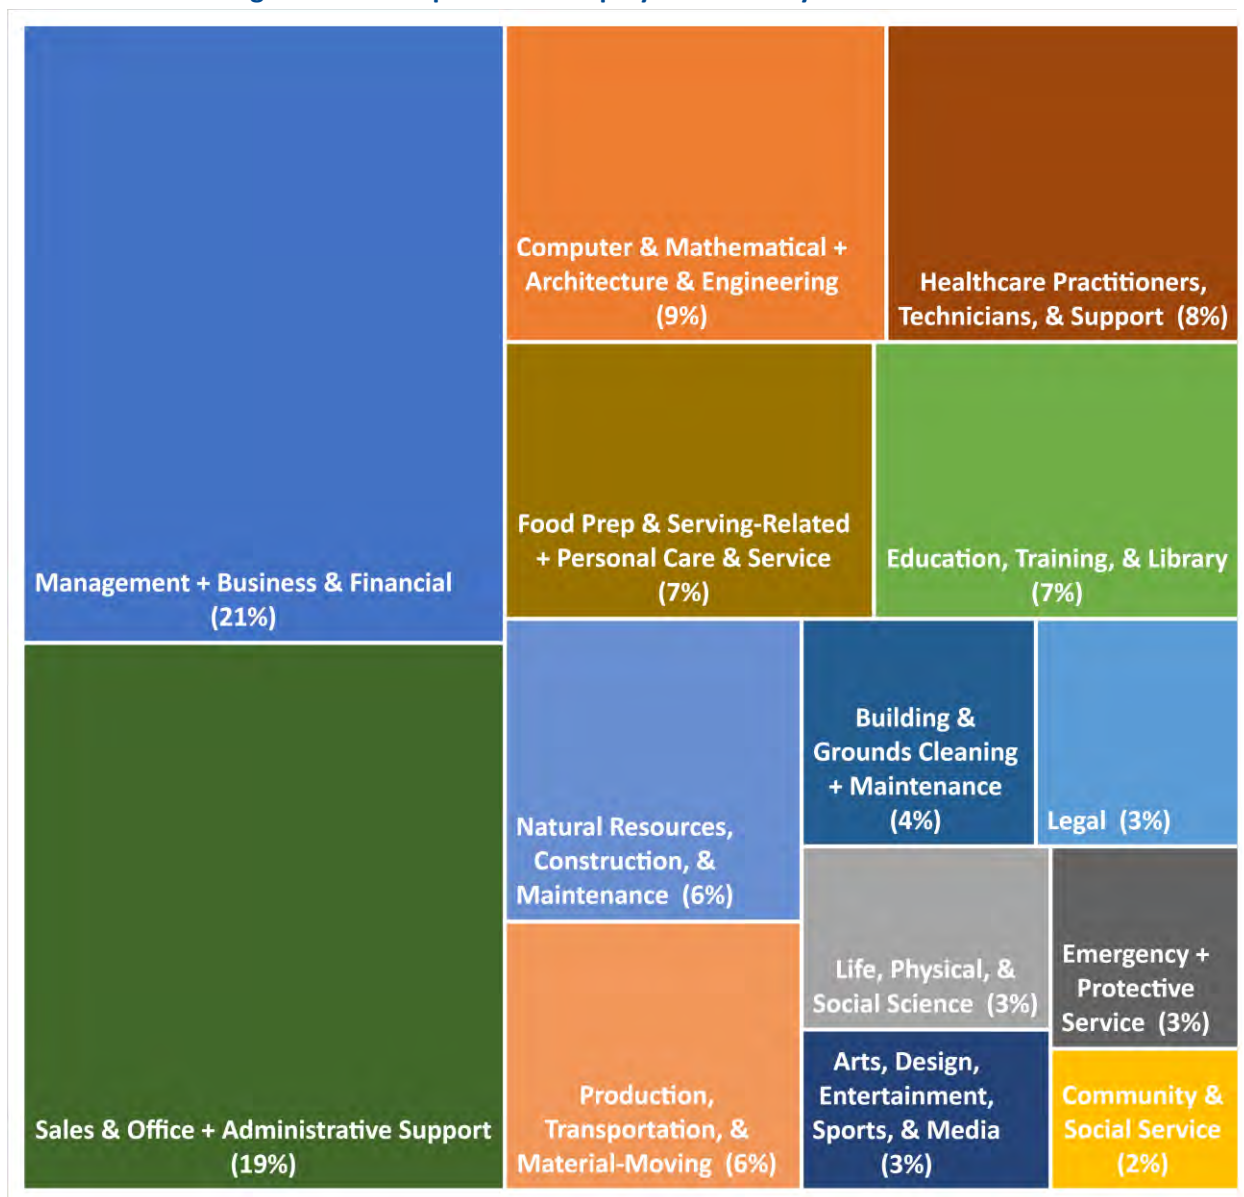 Management + Business & Financial
(21%)
Sales & Office + Administrative Support
(19%)
Computer & Mathematical +
Architecture & Engineering
(9%)
Healthcare Practitioners,
Technicians, & Support (8%)
Food Prep & Serving-Related
+ Personal Care & Service
(7%)
Education, Training, & Library
(7%)
Natural Resources,
Construction, &
Maintenance (6%)
Production,
Transportation, &
Material-Moving (6%)
Building &
Grounds Cleaning
+ Maintenance
(4%)
Legal (3%)
Life, Physical, &
Social Science (3%)
Emergency +
Protective
Service (3%)
Arts, Design,
Entertainment,
Sports, & Media
(3%)
Community &
Social Service
(2%)